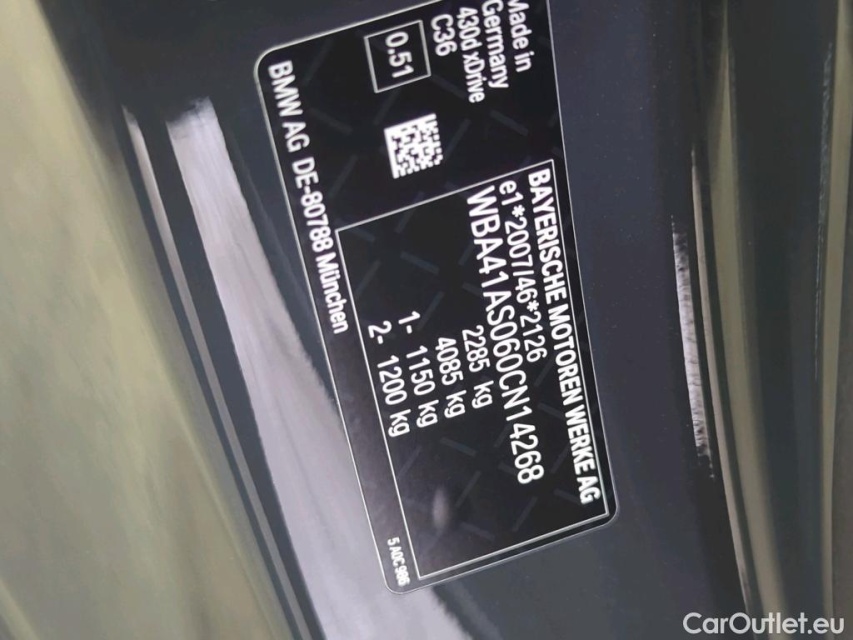 BAYERISCHE MOTOREN WERKE AG
e1*2007/46*2126
WBA41AS060CN14268
2285 kg
4085 kg
1- 1150 kg
2- 1200 kg
Made in
Germany
430d xDrive
C36
0.51
BMW AG DE-80788 München
5 A0C 986
CarOutlet.eu